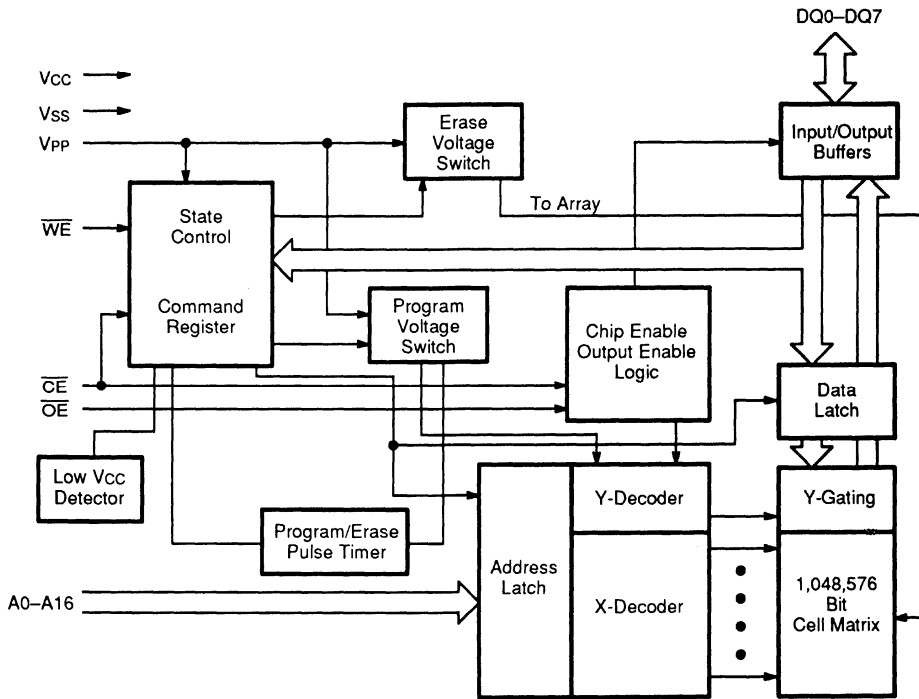 DQ0–DQ7
VCC
VSS
VPP
Erase
Voltage
Switch
Input/Output
Buffers
To Array
State
Control
WE
Command
Register
Program
Voltage
Switch
Chip Enable
Output Enable
Logic
CE
OE
Data
Latch
Low VCC
Detector
Y-Decoder
Y-Gating
Program/Erase
Pulse Timer
Address
Latch
X-Decoder
1,048,576
Bit
Cell Matrix
A0–A16